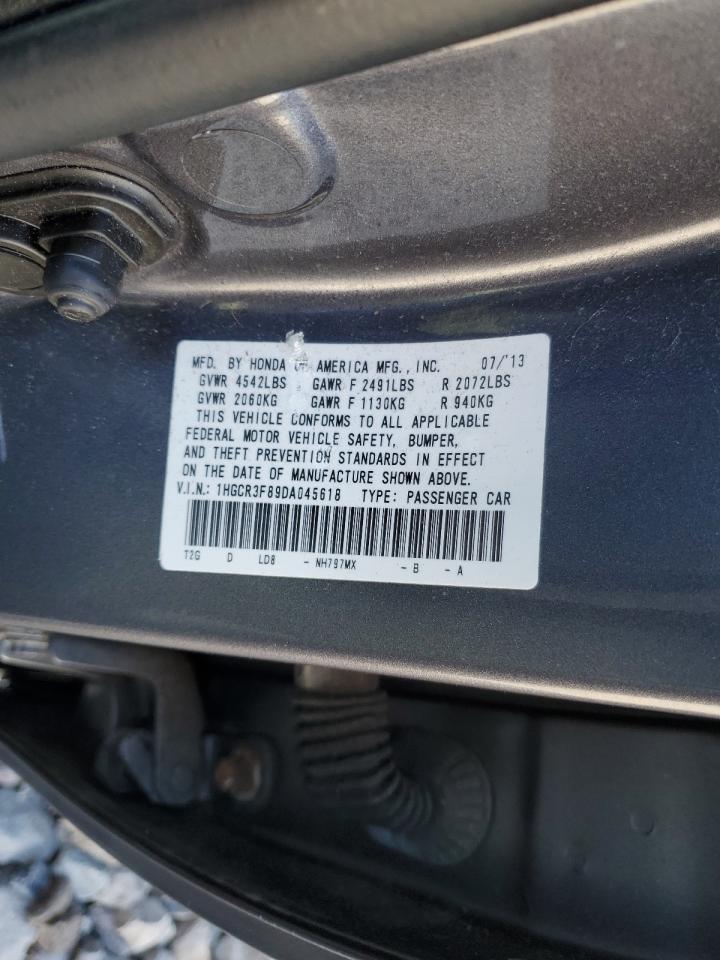 MFD. BY HONDA OF AMERICA MFG., INC. 07/'13
GVWR 4542LBS GAWR F 2491LBS R 2072LBS
GVWR 2060KG GAWR F 1130KG R 940KG
THIS VEHICLE CONFORMS TO ALL APPLICABLE
FEDERAL MOTOR VEHICLE SAFETY, BUMPER,
AND THEFT PREVENTION STANDARDS IN EFFECT
ON THE DATE OF MANUFACTURE SHOWN ABOVE.
V.I.N.: 1HGCR3F89DA045618 TYPE: PASSENGER CAR
T2G D LD8 - NH797MX - B - A